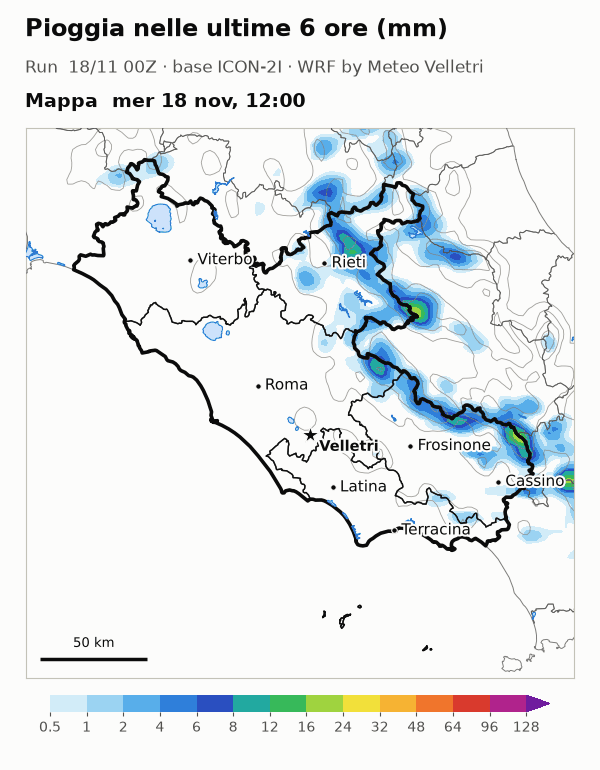 Pioggia nelle ultime 6 ore (mm)
Run 18/11 00Z · base ICON-2I · WRF by Meteo Velletri
Mappa mer 18 nov, 12:00
Viterbo
Rieti
Roma
Velletri
Frosinone
Latina
Cassino
Terracina
50 km
0.5 1 2 4 6 8 12 16 24 32 48 64 96 128